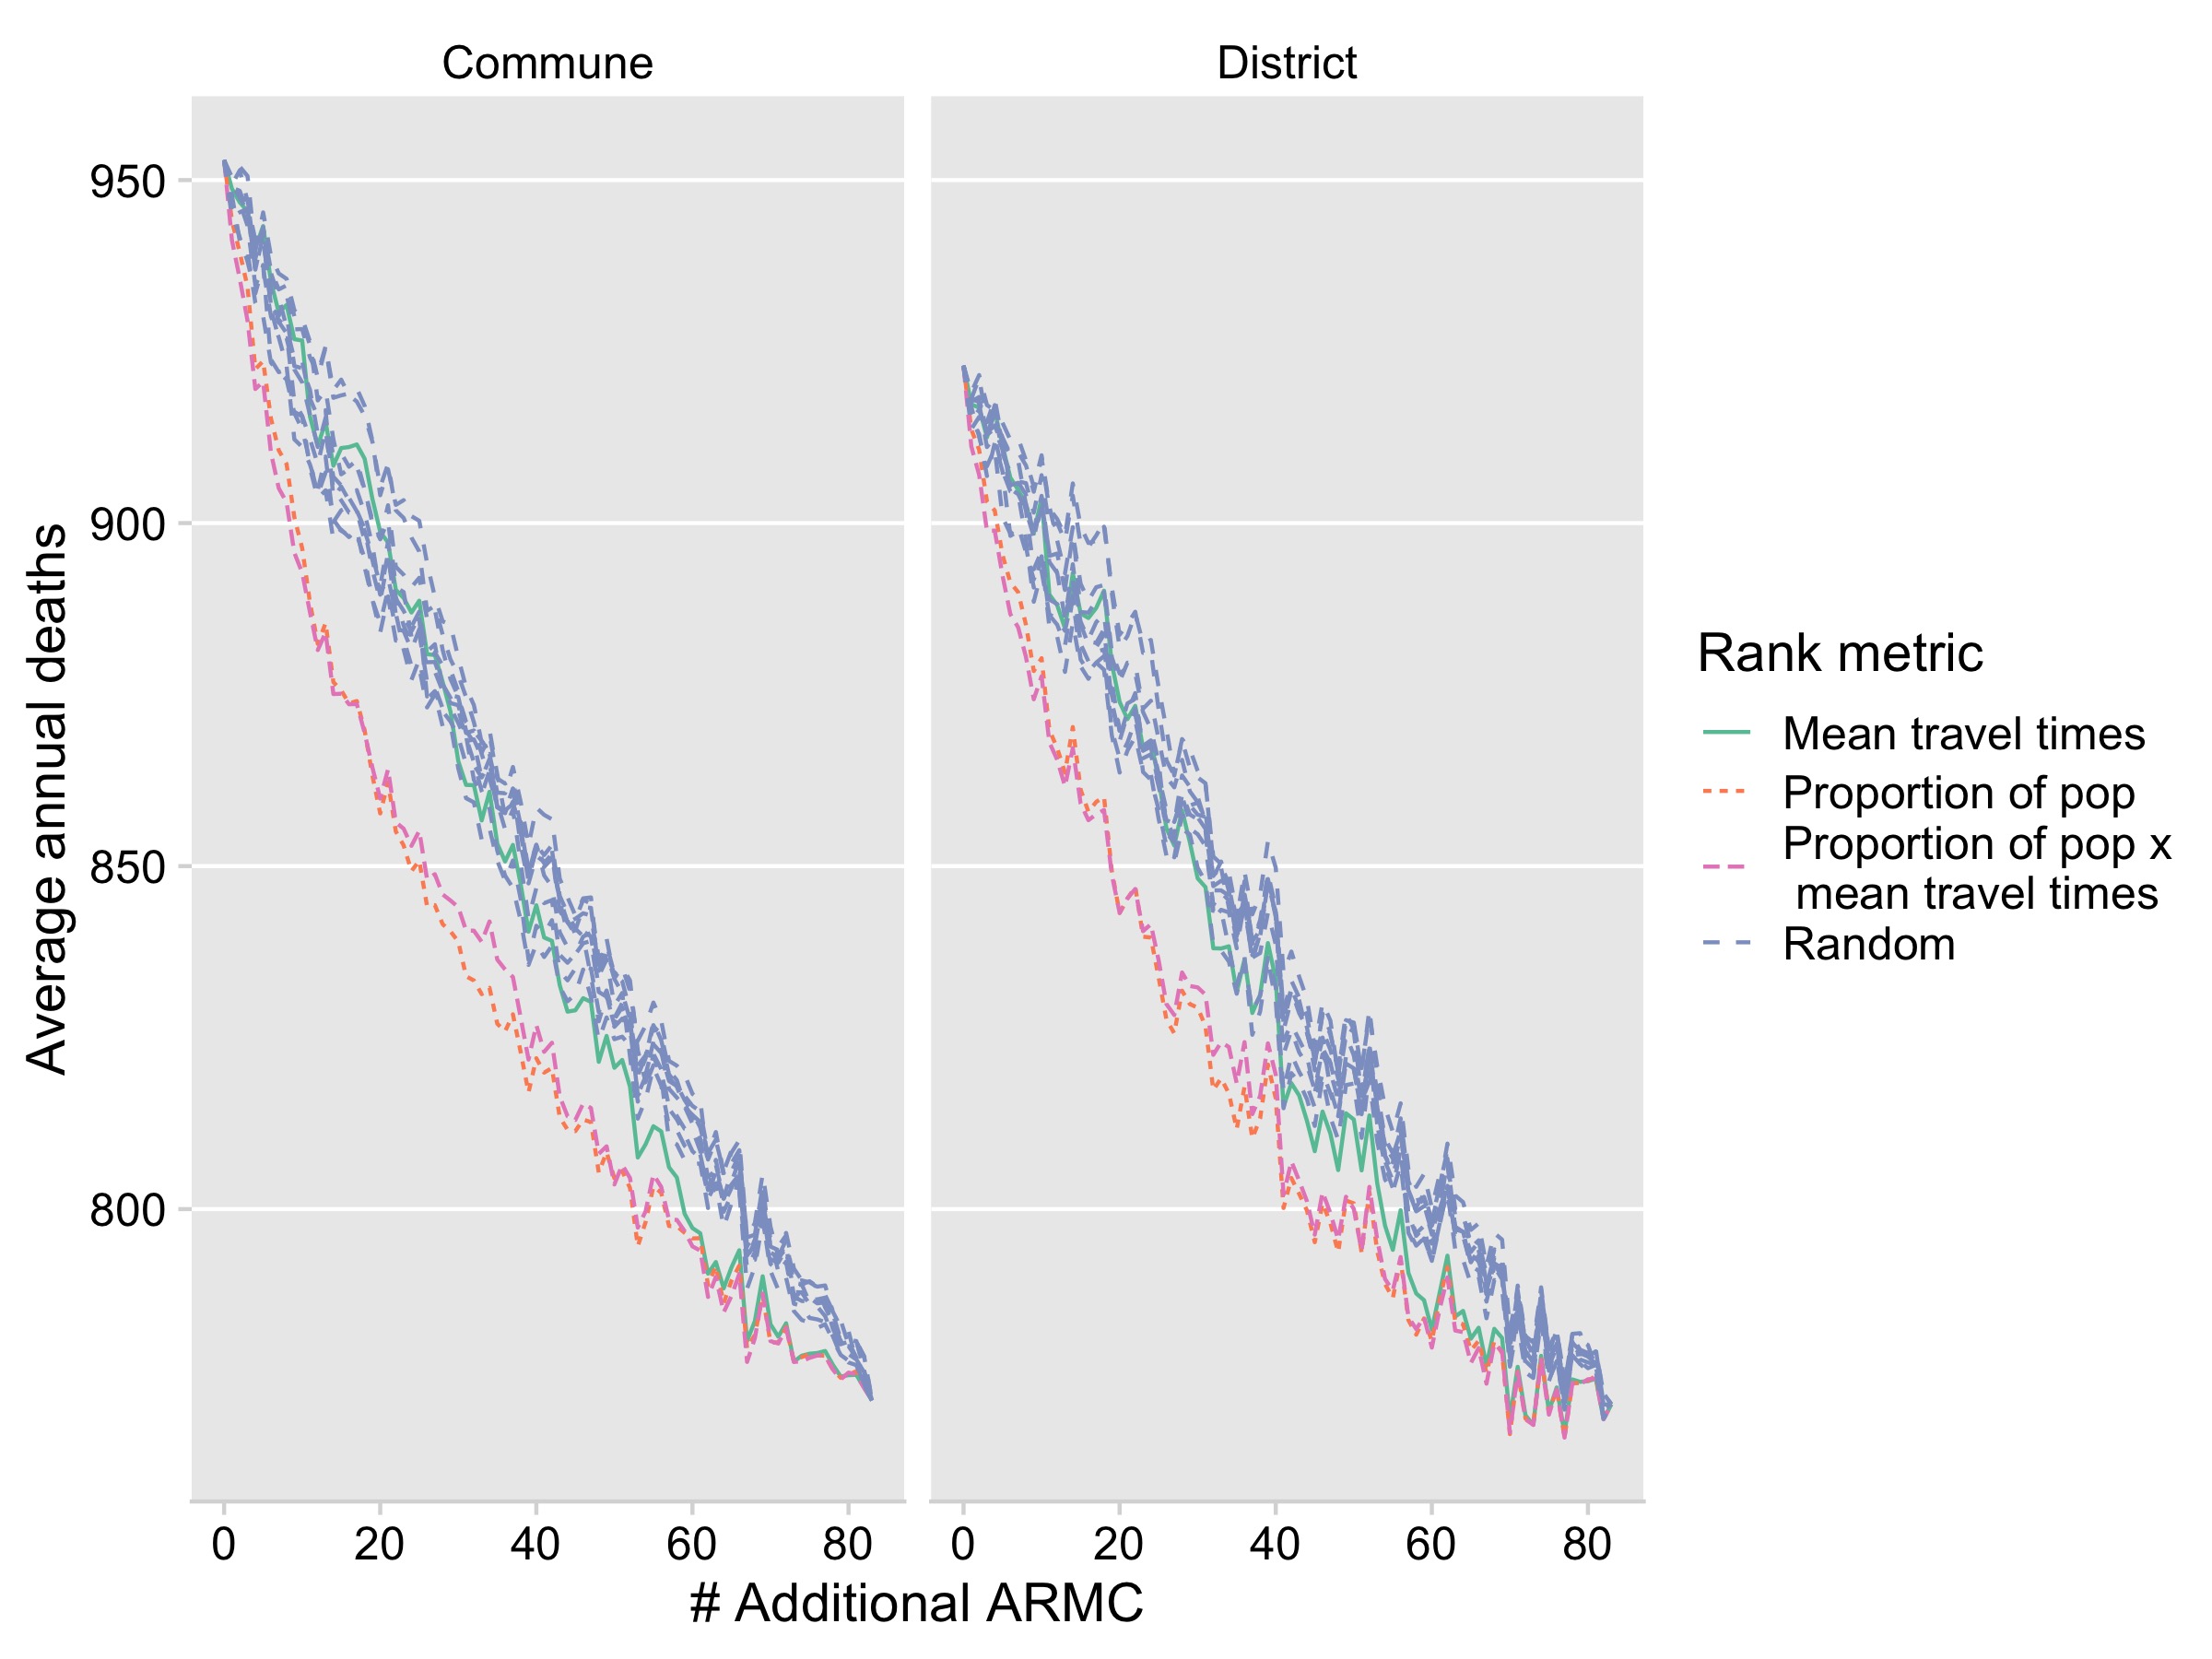 Commune
District
Average annual deaths
950
900
850
800
0
20
40
60
80
0
20
40
60
80
# Additional ARMC
Rank metric
Mean travel times
Proportion of pop
Proportion of pop x
mean travel times
Random